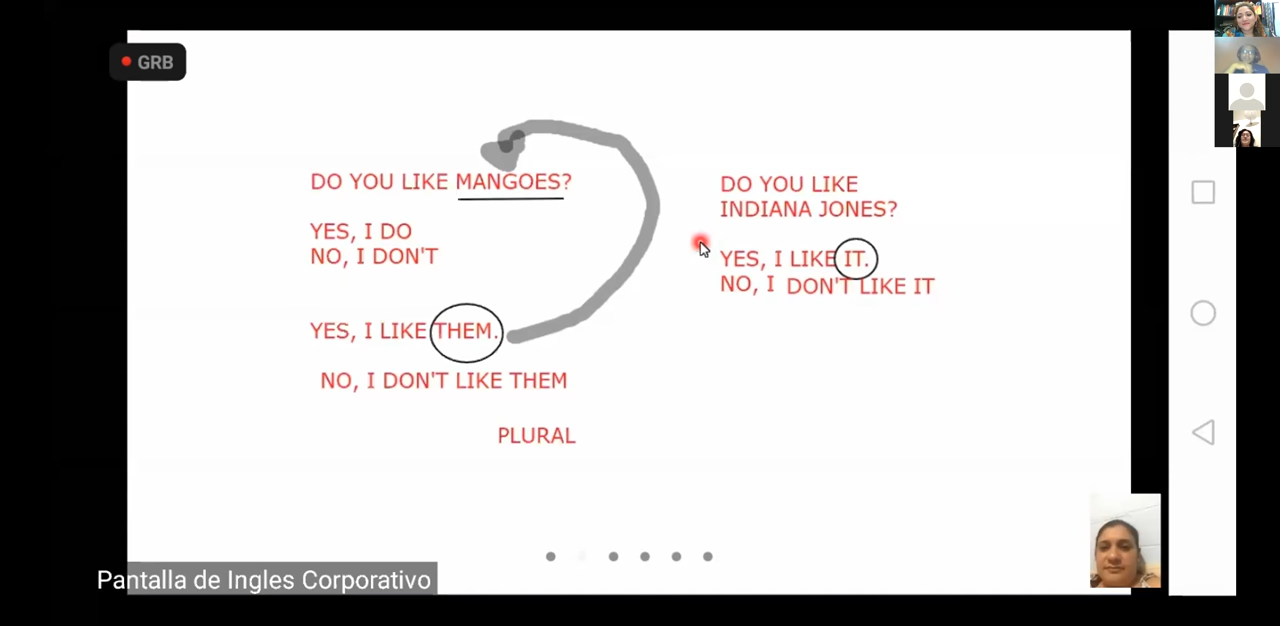 GRB
DO YOU LIKE MANGOES?
YES, I DO
NO, I DON'T
YES, I LIKE THEM.
NO, I DON'T LIKE THEM
PLURAL
DO YOU LIKE
INDIANA JONES?
YES, I LIKE IT.
NO, I DON'T LIKE IT
Pantalla de Ingles Corporativo